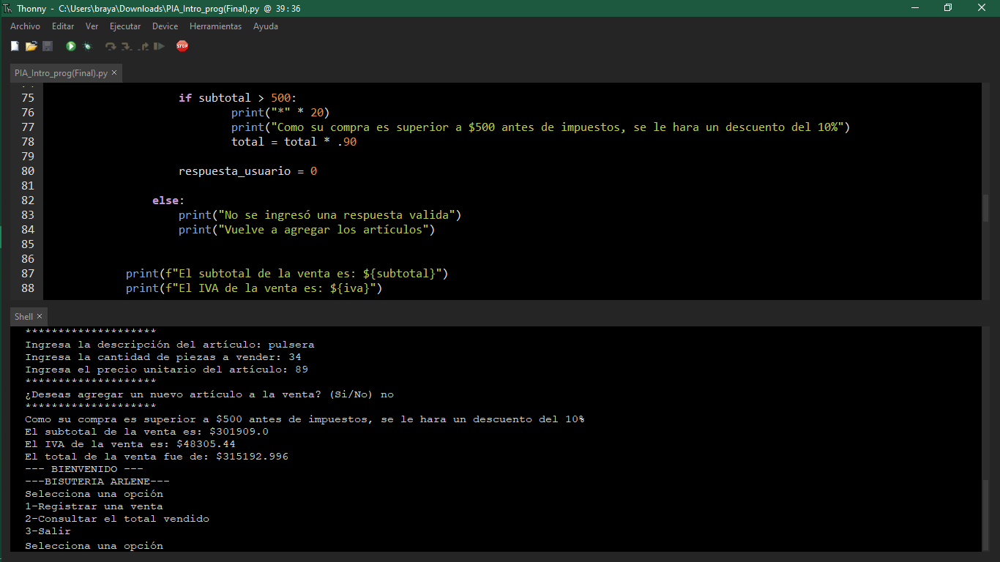 Thonny - C:\Users\braya\Downloads\PIA_Intro_prog(Final).py @ 39:36
Archivo Editar Ver Ejecutar Device Herramientas Ayuda
STOP
PIA_Intro_prog(Final).py ×
75 if subtotal > 500:
76 print("*" * 20)
77 print("Como su compra es superior a $500 antes de impuestos, se le hara un descuento del 10%")
78 total = total * .90
79
80 respuesta_usuario = 0
81
82 else:
83 print("No se ingresó una respuesta valida")
84 print("Vuelve a agregar los artículos")
85
86
87 print(f"El subtotal de la venta es: ${subtotal}")
88 print(f"El IVA de la venta es: ${iva}")
Shell ×
********************
Ingresa la descripción del artículo: pulsera
Ingresa la cantidad de piezas a vender: 34
Ingresa el precio unitario del artículo: 89
********************
¿Deseas agregar un nuevo artículo a la venta? (Si/No) no
********************
Como su compra es superior a $500 antes de impuestos, se le hara un descuento del 10%
El subtotal de la venta es: $301909.0
El IVA de la venta es: $48305.44
El total de la venta fue de: $315192.996
--- BIENVENIDO ---
---BISUTERIA ARLENE---
Selecciona una opción
1-Registrar una venta
2-Consultar el total vendido
3-Salir
Selecciona una opción